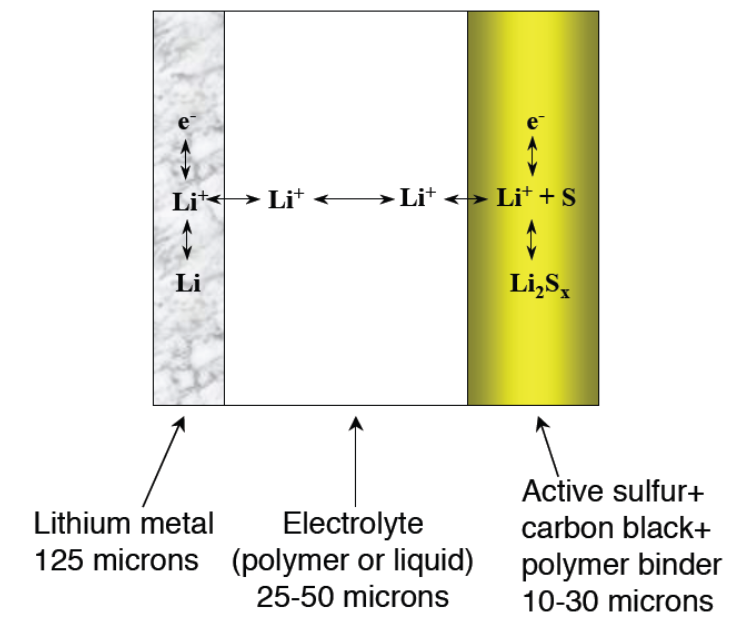 e⁻
e⁻
Li⁺
Li⁺
Li⁺
Li⁺ + S
Li
Li₂Sₓ
Lithium metal
125 microns
Electrolyte
(polymer or liquid)
25-50 microns
Active sulfur+
carbon black+
polymer binder
10-30 microns